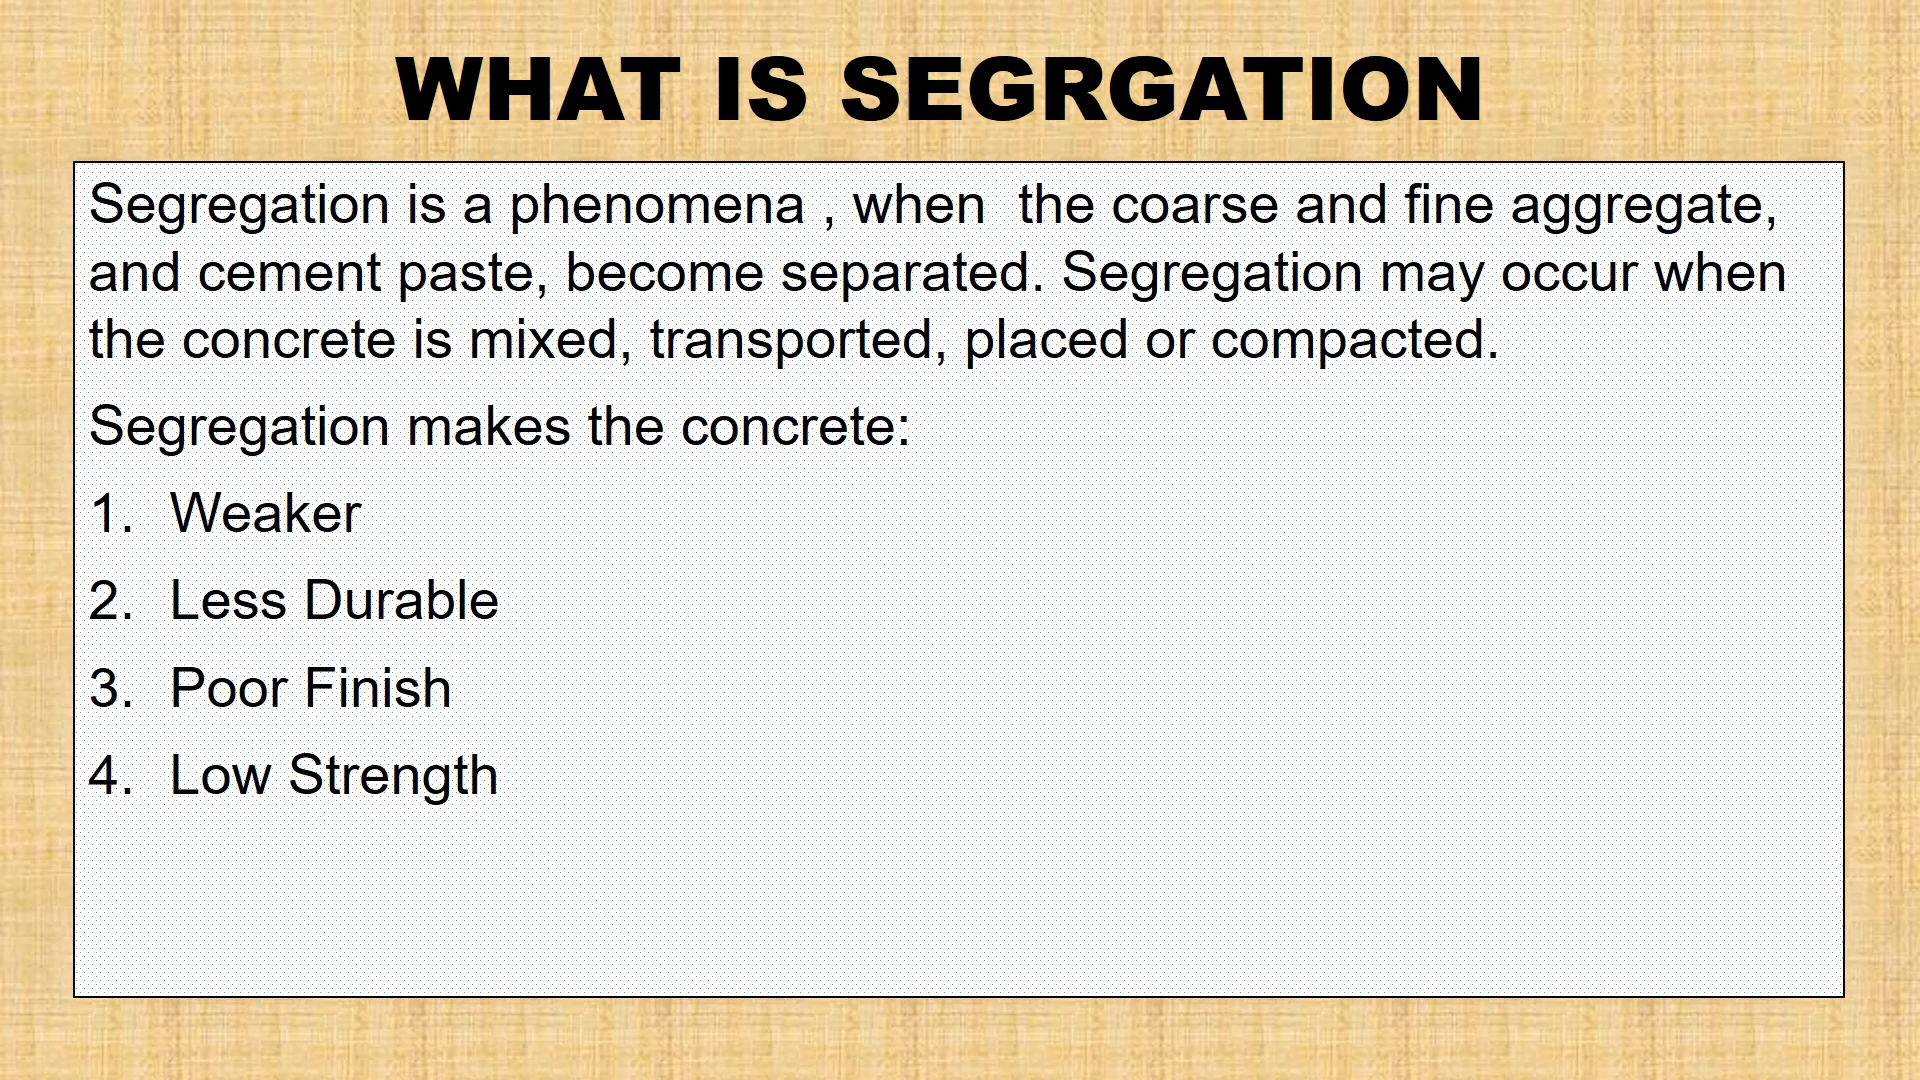 WHAT IS SEGRGATION
Segregation is a phenomena , when  the coarse and fine aggregate,
and cement paste, become separated. Segregation may occur when
the concrete is mixed, transported, placed or compacted.
Segregation makes the concrete:
1. Weaker
2. Less Durable
3. Poor Finish
4. Low Strength